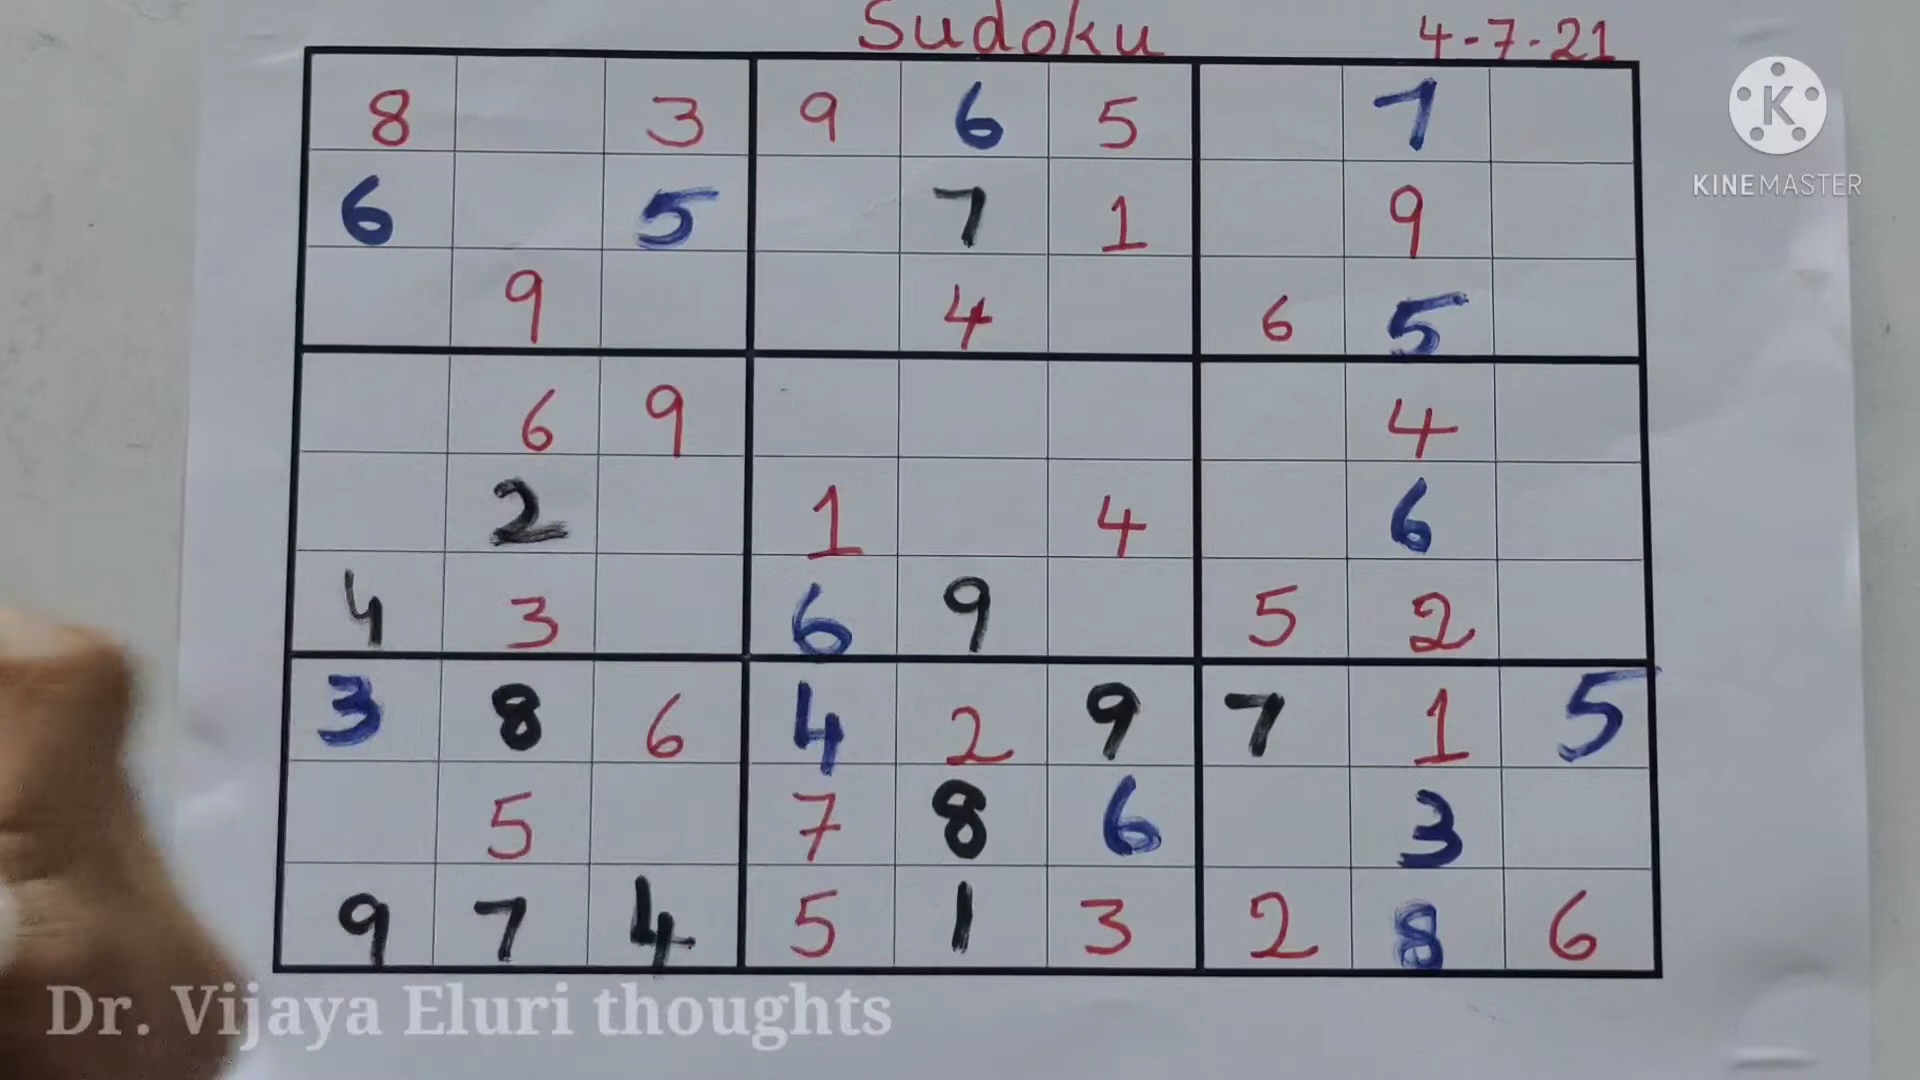 Sudoku 4-7-21
8 3 9 6 5 7
6 5 7 1 9
9 4 6 5
6 9 4
2 1 4 6
4 3 6 9 5 2
3 8 6 4 2 9 7 1 5
5 7 8 6 3
9 7 4 5 1 3 2 8 6
K
KINEMASTER
Dr. Vijaya Eluri thoughts